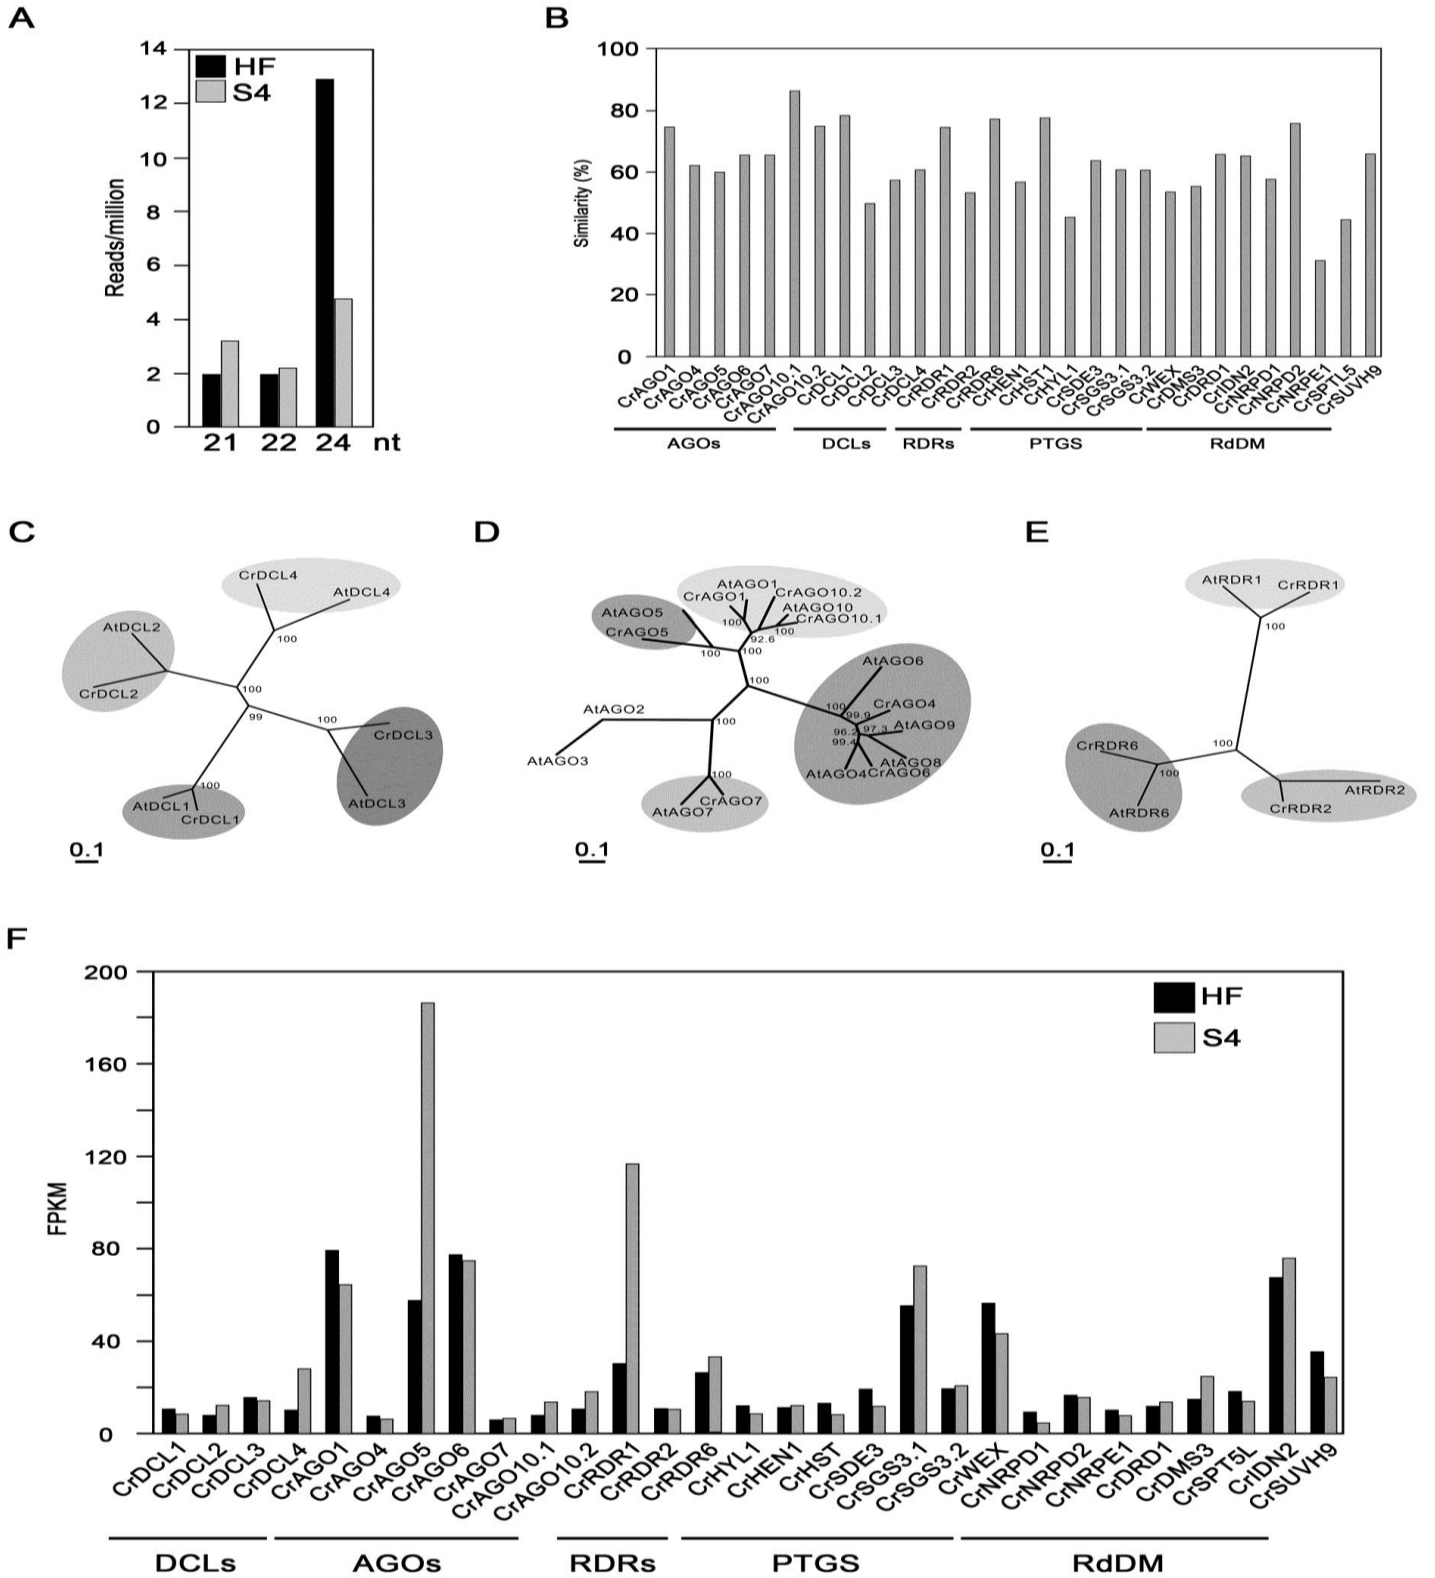 A
14
12
10
8
6
4
2
0
Reads/million
HF
S4
21 22 24 nt
B
100
80
60
40
20
0
Similarity (%)
CrAGO1
CrAGO4
CrAGO5
CrAGO6
CrAGO7
CrAGO10.1
CrAGO10.2
CrDCL1
CrDCL2
CrDCL3
CrDCL4
CrRDR1
CrRDR2
CrRDR6
CrHEN1
CrHST1
CrHYL1
CrSDE3
CrSGS3.1
CrSGS3.2
CrWEX
CrDMS3
CrDRD1
CrIDN2
CrNRPD1
CrNRPD2
CrNRPE1
CrSPTL5
CrSUVH9
AGOs DCLs RDRs PTGS RdDM
C
CrDCL4
AtDCL4
100
AtDCL2
CrDCL2
100
99
100
CrDCL3
AtDCL3
100
AtDCL1
CrDCL1
0.1
D
AtAGO1
CrAGO1
CrAGO10.2
AtAGO10
CrAGO10.1
100
100
92.6
AtAGO5
CrAGO5
100
100
100
AtAGO6
100
CrAGO4
99.9
AtAGO9
97.3
96.2
99.4
AtAGO8
AtAGO4
CrAGO6
AtAGO2
100
AtAGO3
100
CrAGO7
AtAGO7
0.1
E
AtRDR1
CrRDR1
100
CrRDR6
100
100
AtRDR6
AtRDR2
CrRDR2
0.1
F
200
160
120
80
40
0
FPKM
HF
S4
CrDCL1
CrDCL2
CrDCL3
CrDCL4
CrAGO1
CrAGO4
CrAGO5
CrAGO6
CrAGO7
CrAGO10.1
CrAGO10.2
CrRDR1
CrRDR2
CrRDR6
CrHYL1
CrHEN1
CrHST
CrSDE3
CrSGS3.1
CrSGS3.2
CrWEX
CrNRPD1
CrNRPD2
CrNRPE1
CrDRD1
CrDMS3
CrSPT5L
CrIDN2
CrSUVH9
DCLs AGOs RDRs PTGS RdDM